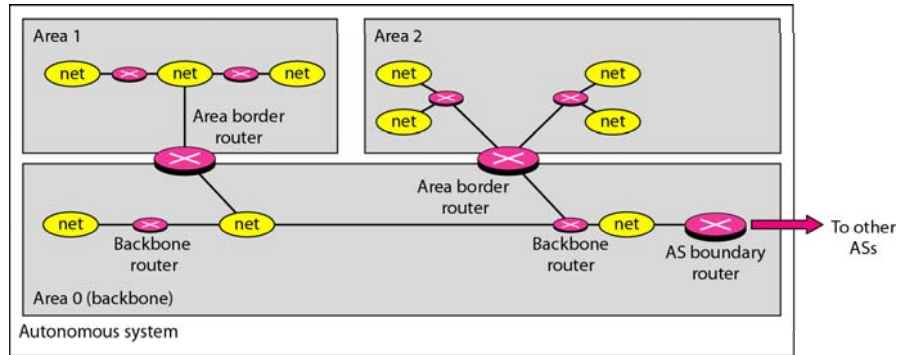 Area 1
net
net
net
Area border
router
Area 2
net
net
net
net
Area border
router
net
Backbone
router
net
Backbone
router
net
AS boundary
router
To other
ASs
Area 0 (backbone)
Autonomous system